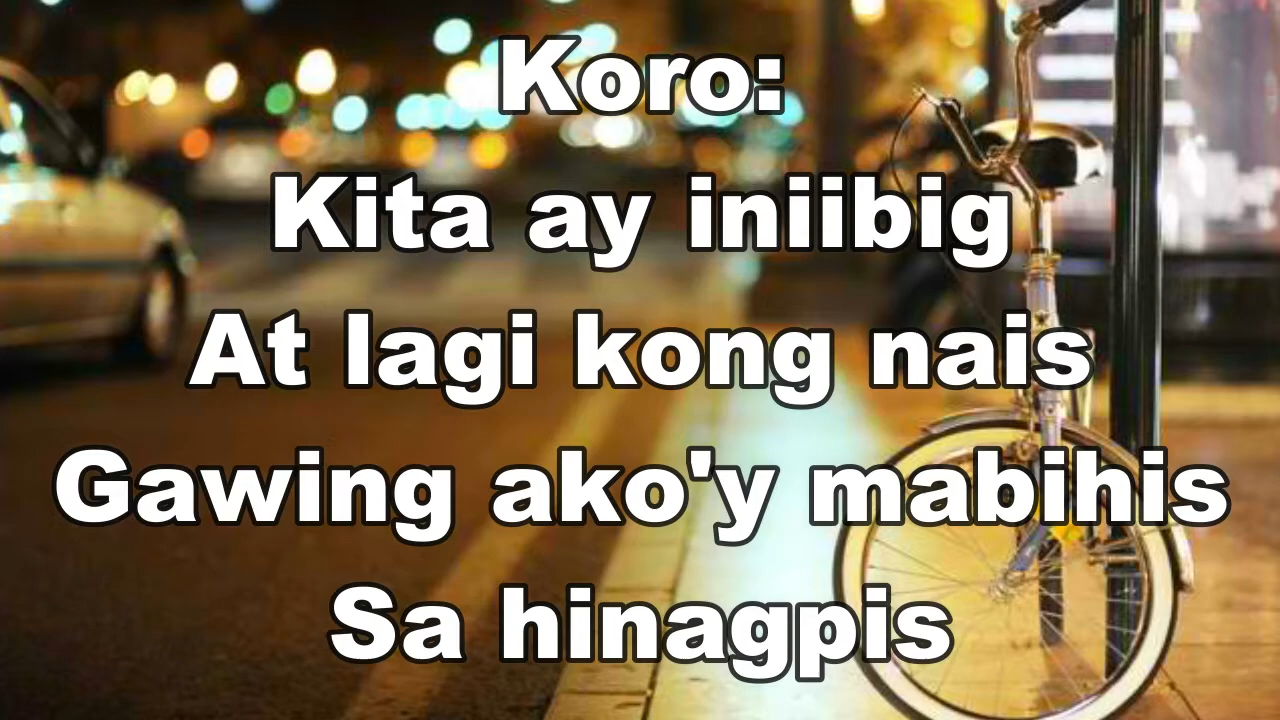 Koro:
Kita ay iniibig
At lagi kong nais
Gawing ako'y mabihis
Sa hinagpis